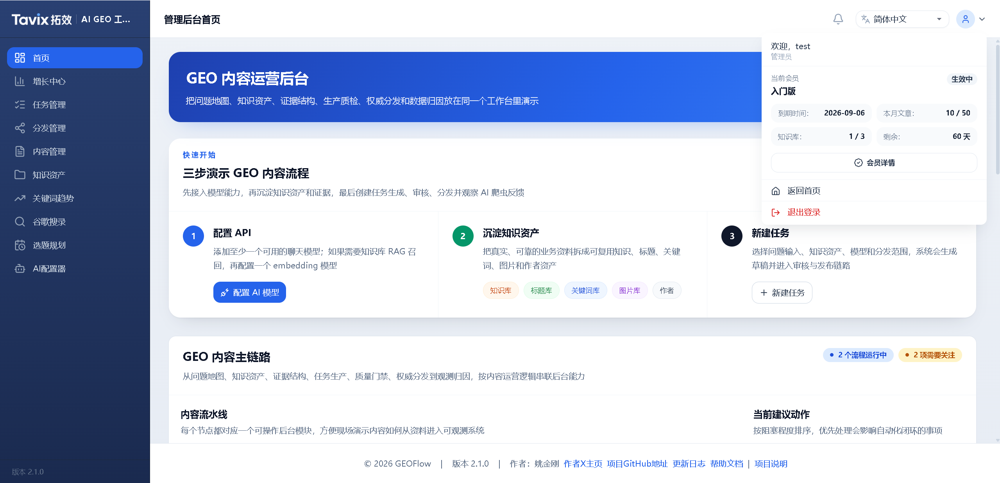 Tavix 拓效 AI GEO 工...
管理后台首页
简体中文
首页
增长中心
任务管理
分发管理
内容管理
知识资产
关键词趋势
谷歌搜录
选题规划
AI配置器
版本 2.1.0
欢迎，test
管理员
当前会员
生效中
入门版
到期时间： 2026-09-06
本月文章： 10 / 50
知识库： 1 / 3
剩余： 60 天
会员详情
返回首页
退出登录
GEO 内容运营后台
把问题地图、知识资产、证据结构、生产质检、权威分发和数据归因放在同一个工作台里演示
快速开始
三步演示 GEO 内容流程
先接入模型能力，再沉淀知识资产和证据，最后创建任务生成、审核、分发并观察 AI 爬虫反馈
1
配置 API
添加至少一个可用的聊天模型；如果需要知识库 RAG 召
回，再配置一个 embedding 模型
配置 AI 模型
2
沉淀知识资产
把真实、可靠的业务资料拆成可复用知识、标题、关键
词、图片和作者资产
知识库 标题库 关键词库 图片库 作者
3
新建任务
选择问题输入、知识资产、模型和分发范围，系统会生成
草稿并进入审核与发布链路
新建任务
GEO 内容主链路
2 个流程运行中
2 项需要关注
从问题地图、知识资产、证据结构、任务生产、质量门禁、权威分发到观测归因，按内容运营逻辑串联后台能力
内容流水线
每个节点都对应一个可操作后台模块，方便现场演示内容如何从资料进入可观测系统
当前建议动作
按阻塞程度排序，优先处理会影响自动化闭环的事项
© 2026 GEOFlow | 版本 2.1.0 | 作者：姚金刚 作者X主页 项目GitHub地址 更新日志 帮助文档 | 项目说明